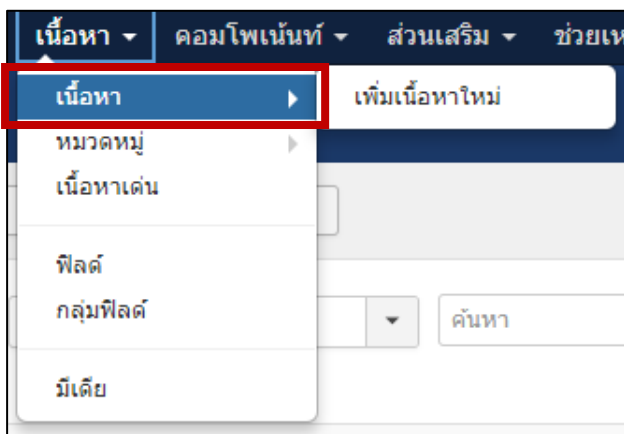 เนื้อหา คอมโพเน้นท์ ส่วนเสริม
เนื้อหา เพิ่มเนื้อหาใหม่
หมวดหมู่
เนื้อหาเด่น
ฟิลด์
กลุ่มฟิลด์
ค้นหา
มีเดีย